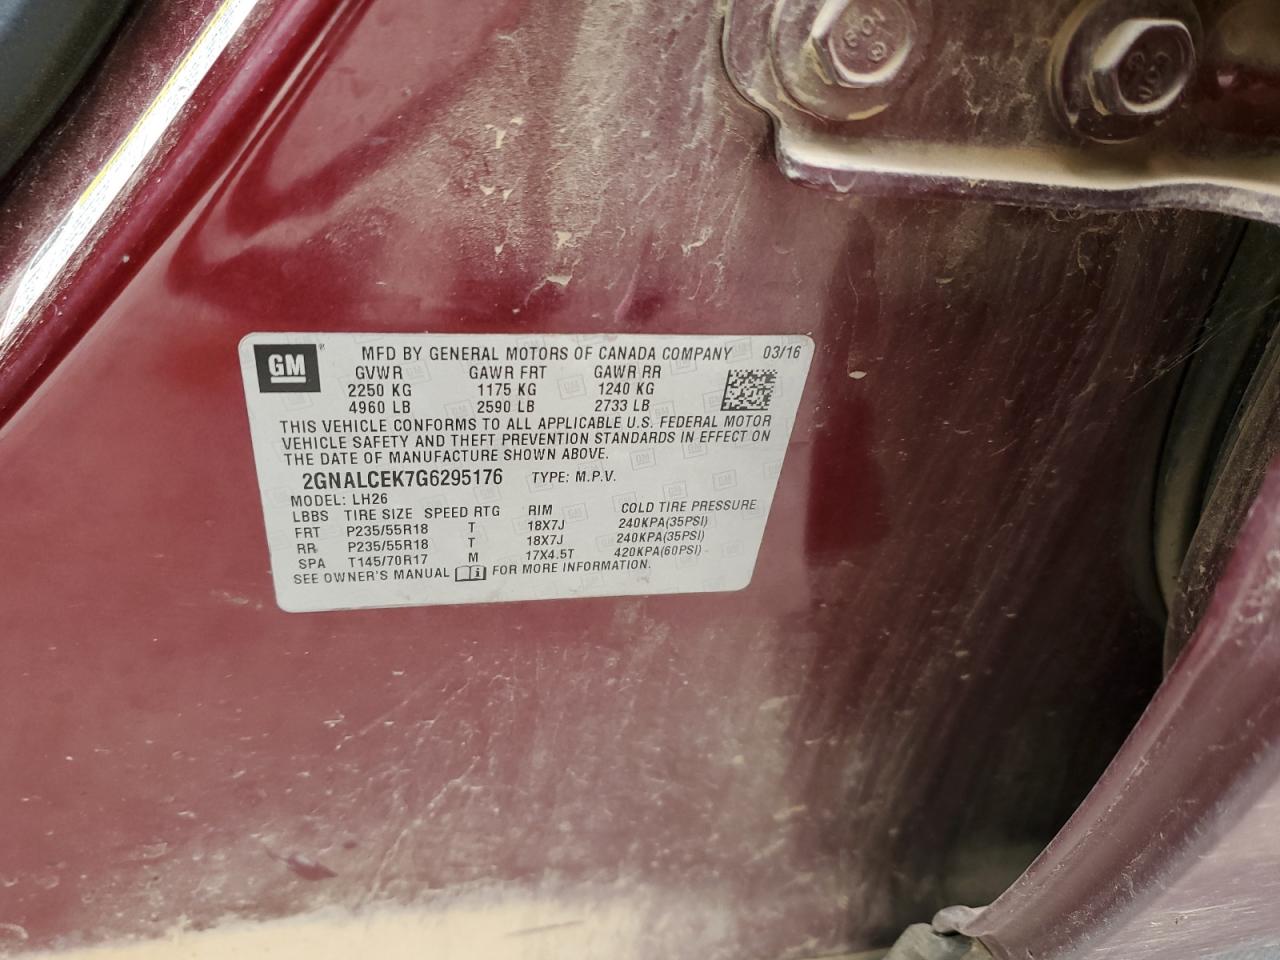 GM® MFD BY GENERAL MOTORS OF CANADA COMPANY 03/16
GVWR GAWR FRT GAWR RR
2250 KG 1175 KG 1240 KG
4960 LB 2590 LB 2733 LB
THIS VEHICLE CONFORMS TO ALL APPLICABLE U.S. FEDERAL MOTOR
VEHICLE SAFETY AND THEFT PREVENTION STANDARDS IN EFFECT ON
THE DATE OF MANUFACTURE SHOWN ABOVE.
2GNALCEK7G6295176 TYPE: M.P.V.
MODEL: LH26
LBBS TIRE SIZE SPEED RTG RIM COLD TIRE PRESSURE
FRT P235/55R18 T 18X7J 240KPA(35PSI)
RR P235/55R18 T 18X7J 240KPA(35PSI)
SPA T145/70R17 M 17X4.5T 420KPA(60PSI)
SEE OWNER'S MANUAL i FOR MORE INFORMATION.